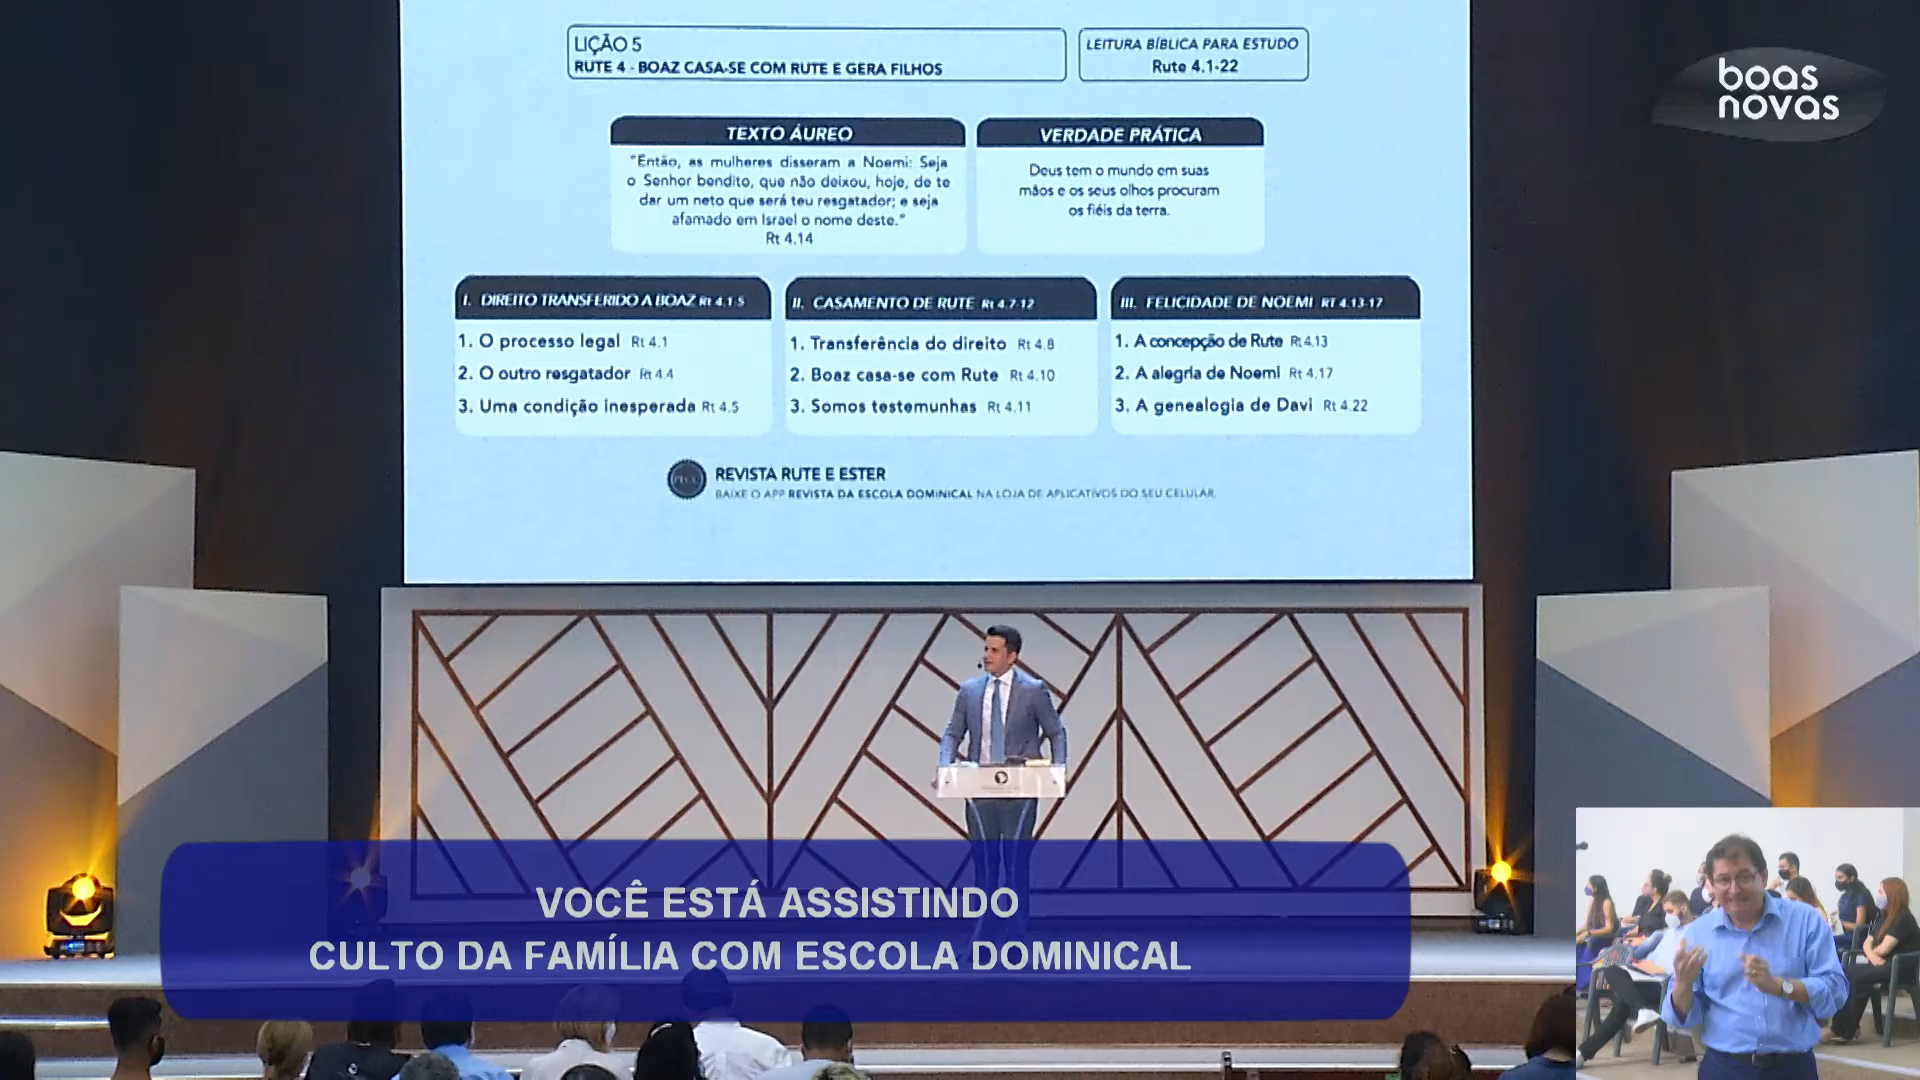 LIÇÃO 5
RUTE 4 - BOAZ CASA-SE COM RUTE E GERA FILHOS
LEITURA BÍBLICA PARA ESTUDO
Rute 4.1-22
boas
novas
TEXTO ÁUREO
"Então, as mulheres disseram a Noemi: Seja
o Senhor bendito, que não deixou, hoje, de te
dar um neto que será teu resgatador; e seja
afamado em Israel o nome deste."
Rt 4.14
VERDADE PRÁTICA
Deus tem o mundo em suas
mãos e os seus olhos procuram
os fiéis da terra.
I. DIREITO TRANSFERIDO A BOAZ Rt 4.1-5
1. O processo legal Rt 4.1
2. O outro resgatador Rt 4.4
3. Uma condição inesperada Rt 4.5
II. CASAMENTO DE RUTE Rt 4.7-12
1. Transferência do direito Rt 4.8
2. Boaz casa-se com Rute Rt 4.10
3. Somos testemunhas Rt 4.11
III. FELICIDADE DE NOEMI RT 4.13-17
1. A concepção de Rute Rt 4.13
2. A alegria de Noemi Rt 4.17
3. A genealogia de Davi Rt 4.22
REVISTA RUTE E ESTER
BAIXE O APP REVISTA DA ESCOLA DOMINICAL NA LOJA DE APLICATIVOS DO SEU CELULAR.
VOCÊ ESTÁ ASSISTINDO
CULTO DA FAMÍLIA COM ESCOLA DOMINICAL